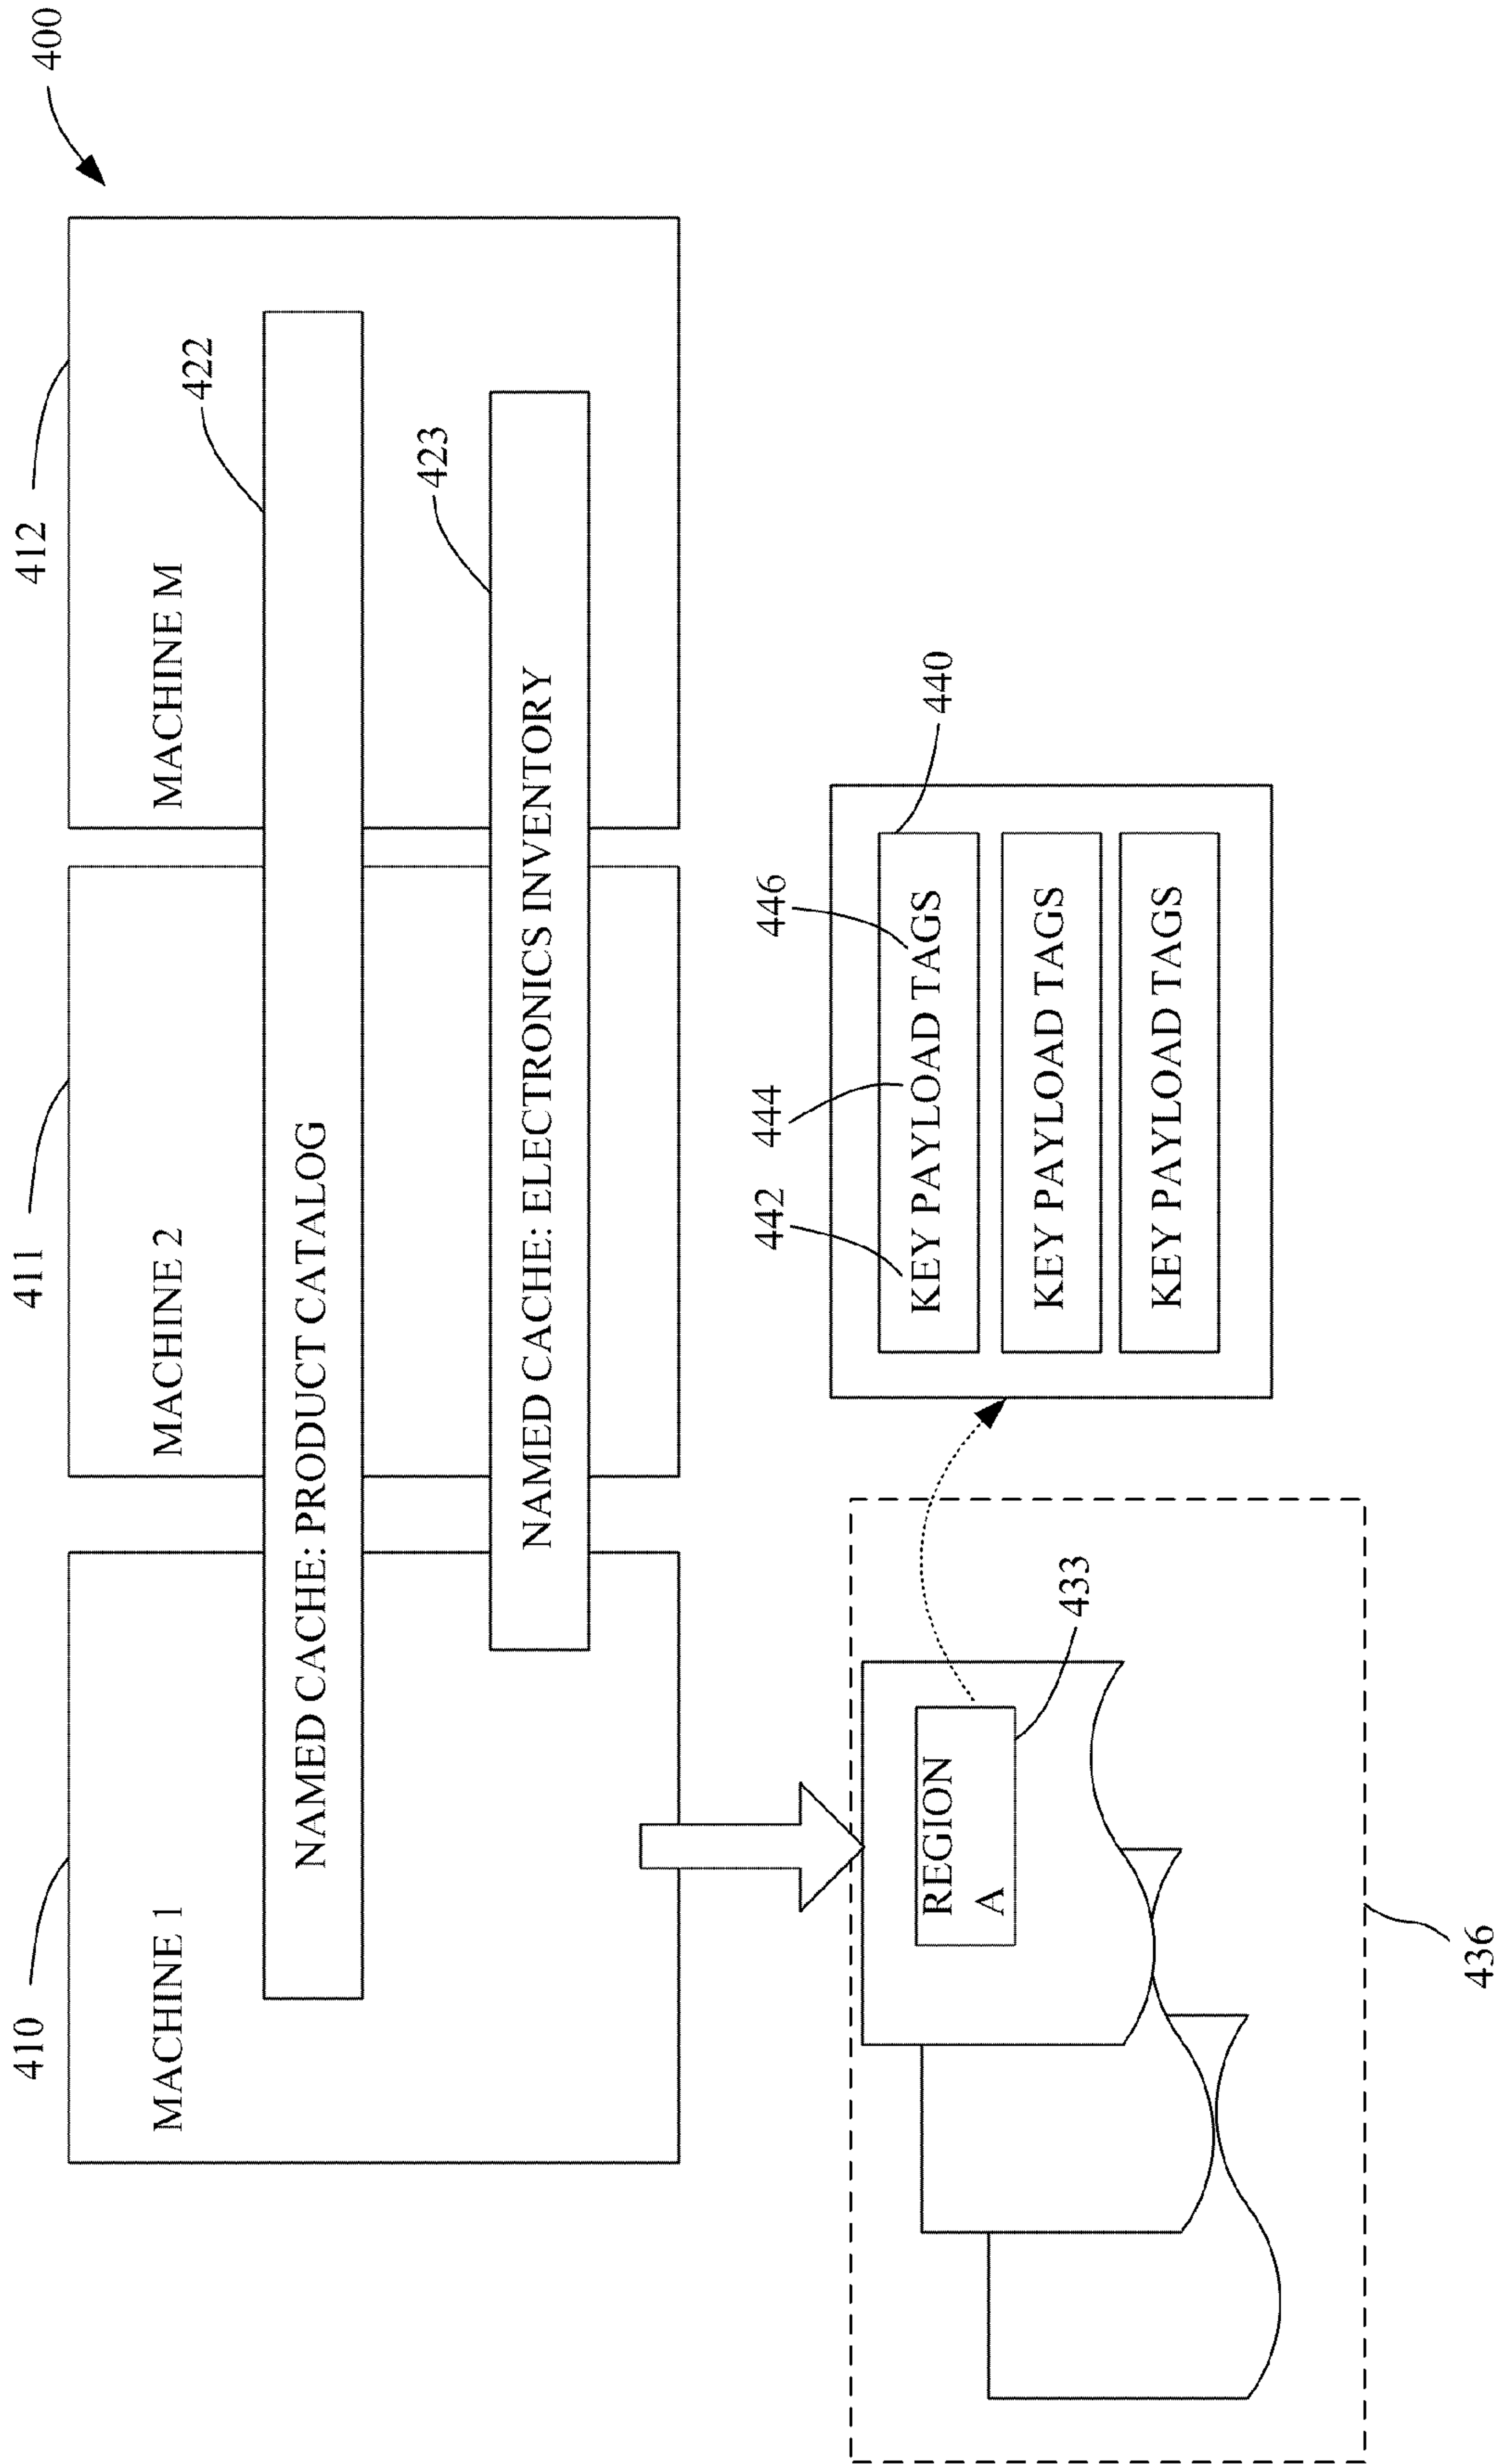 400
410
411
412
MACHINE 1
MACHINE 2
MACHINE M
422
NAMED CACHE: PRODUCT CATALOG
423
NAMED CACHE: ELECTRONICS INVENTORY
REGION
A
433
436
442
444
446
440
KEY PAYLOAD TAGS
KEY PAYLOAD TAGS
KEY PAYLOAD TAGS